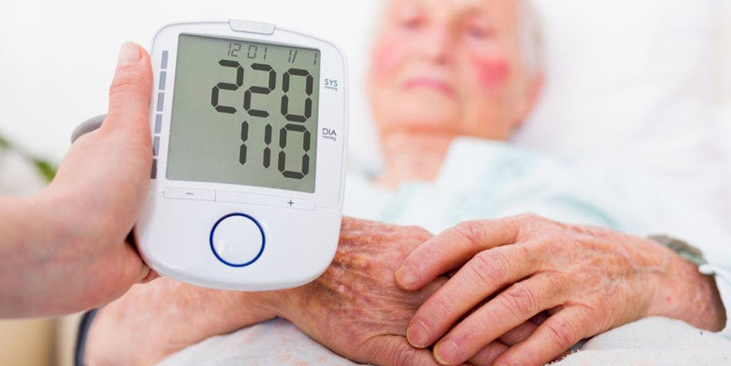 12:01 1/1
220 SYS
mmHg
110 DIA
mmHg
− +